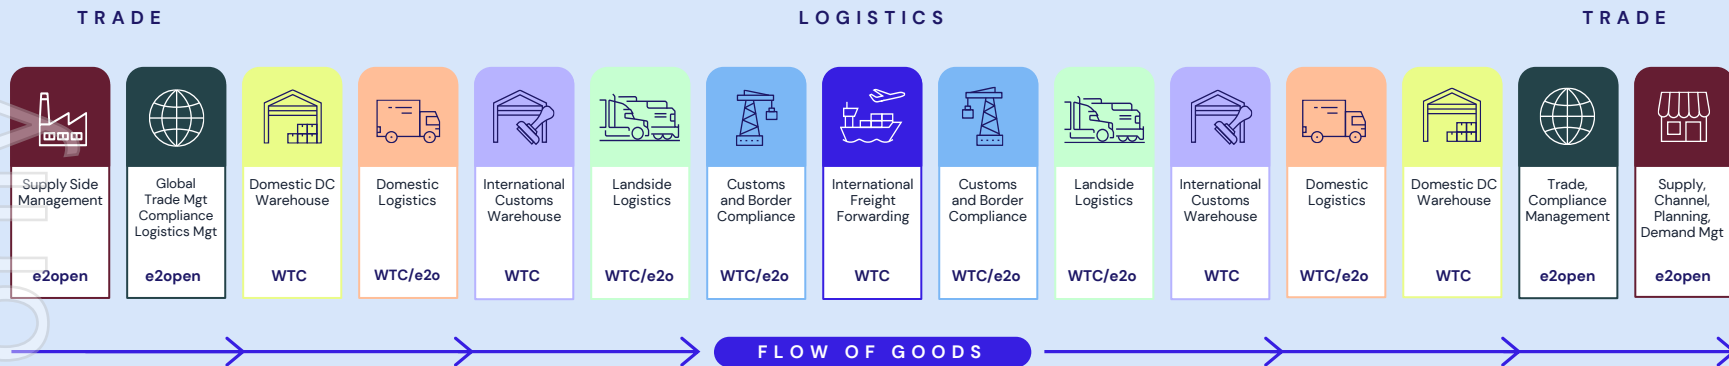 TRADE
LOGISTICS
TRADE
Supply Side
Management
e2open
Global
Trade Mgt
Compliance
Logistics Mgt
e2open
Domestic DC
Warehouse
WTC
Domestic
Logistics
WTC/e2o
International
Customs
Warehouse
WTC
Landside
Logistics
WTC/e2o
Customs
and Border
Compliance
WTC/e2o
International
Freight
Forwarding
WTC
Customs
and Border
Compliance
WTC/e2o
Landside
Logistics
WTC/e2o
International
Customs
Warehouse
WTC
Domestic
Logistics
WTC/e2o
Domestic DC
Warehouse
WTC
Trade,
Compliance
Management
e2open
Supply,
Channel,
Planning,
Demand Mgt
e2open
FLOW OF GOODS